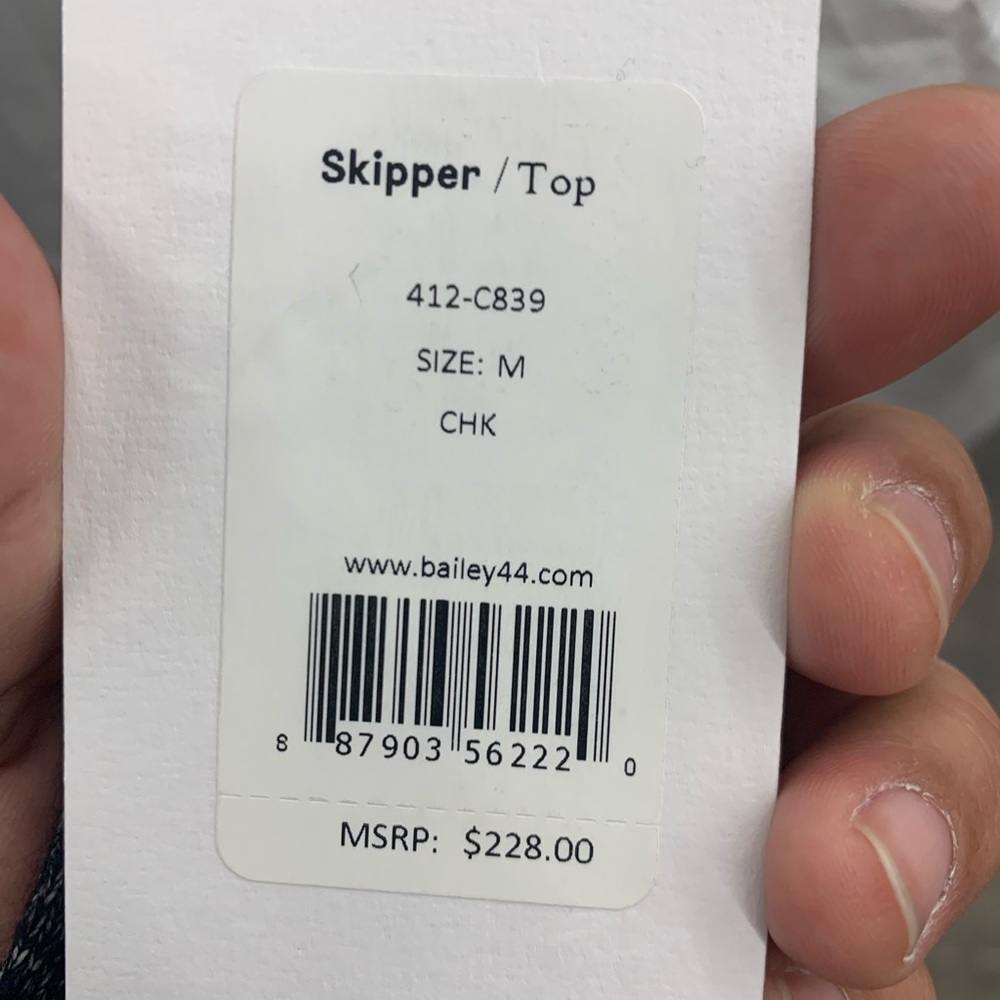 Skipper / Top
412-C839
SIZE: M
CHK
www.bailey44.com
8 87903 56222 0
MSRP: $228.00